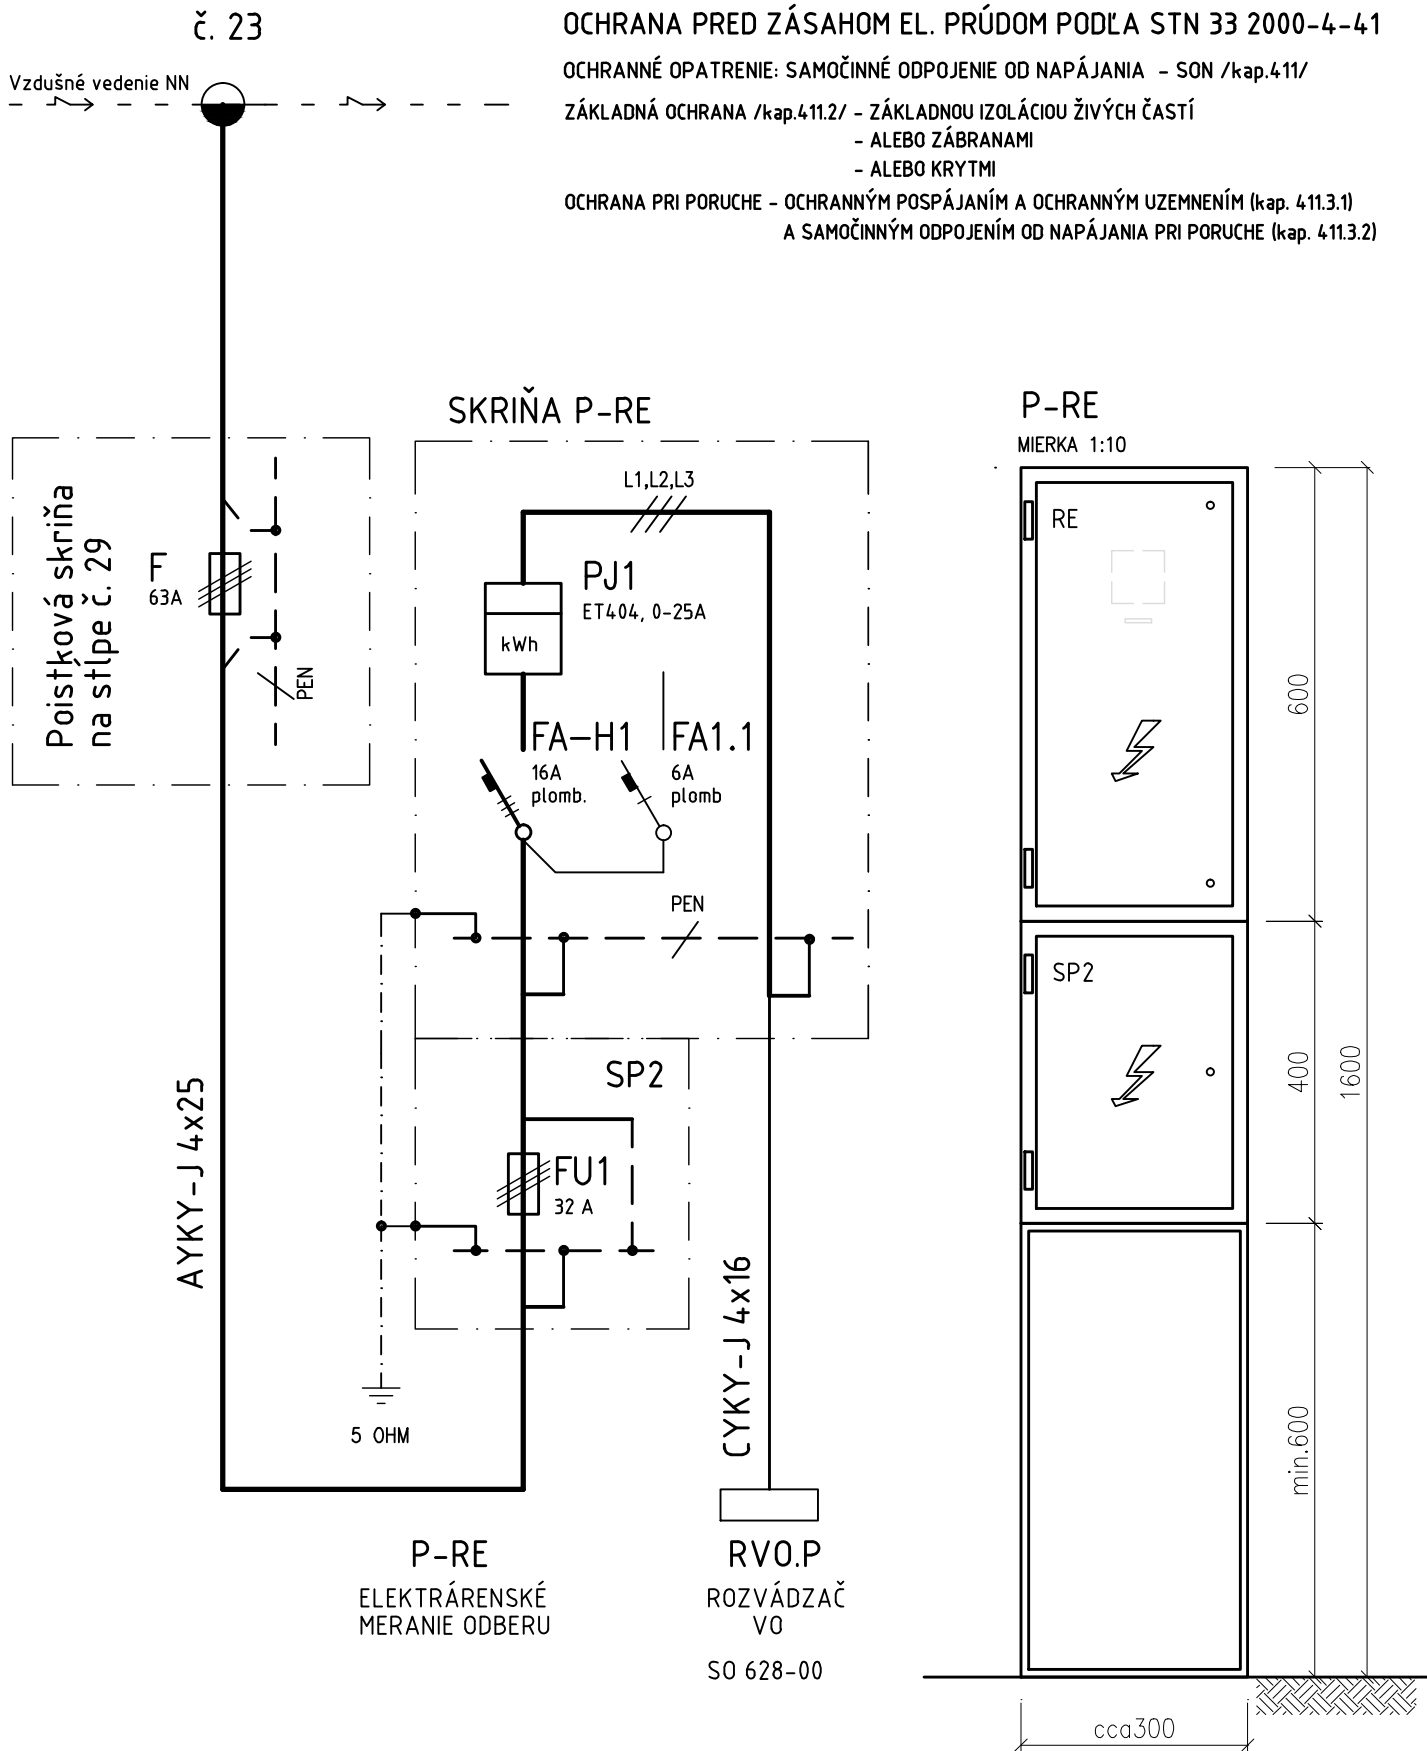 č. 23
OCHRANA PRED ZÁSAHOM EL. PRÚDOM PODĽA STN 33 2000-4-41
Vzdušné vedenie NN
OCHRANNÉ OPATRENIE: SAMOČINNÉ ODPOJENIE OD NAPÁJANIA - SON /kap.411/
ZÁKLADNÁ OCHRANA /kap.411.2/ - ZÁKLADNOU IZOLÁCIOU ŽIVÝCH ČASTÍ
- ALEBO ZÁBRANAMI
- ALEBO KRYTMI
OCHRANA PRI PORUCHE - OCHRANNÝM POSPÁJANÍM A OCHRANNÝM UZEMNENÍM (kap. 411.3.1)
A SAMOČINNÝM ODPOJENÍM OD NAPÁJANIA PRI PORUCHE (kap. 411.3.2)
Poistková skriňa
na stĺpe č. 29
F
63A
PEN
AYKY-J 4x25
SKRIŇA P-RE
L1,L2,L3
PJ1
ET404, 0-25A
kWh
FA-H1
16A
plomb.
FA1.1
6A
plomb
PEN
SP2
FU1
32 A
5 OHM
CYKY-J 4x16
P-RE
ELEKTRÁRENSKÉ
MERANIE ODBERU
RVO.P
ROZVÁDZAČ
VO
SO 628-00
P-RE
MIERKA 1:10
RE
SP2
600
400
1600
min.600
cca300